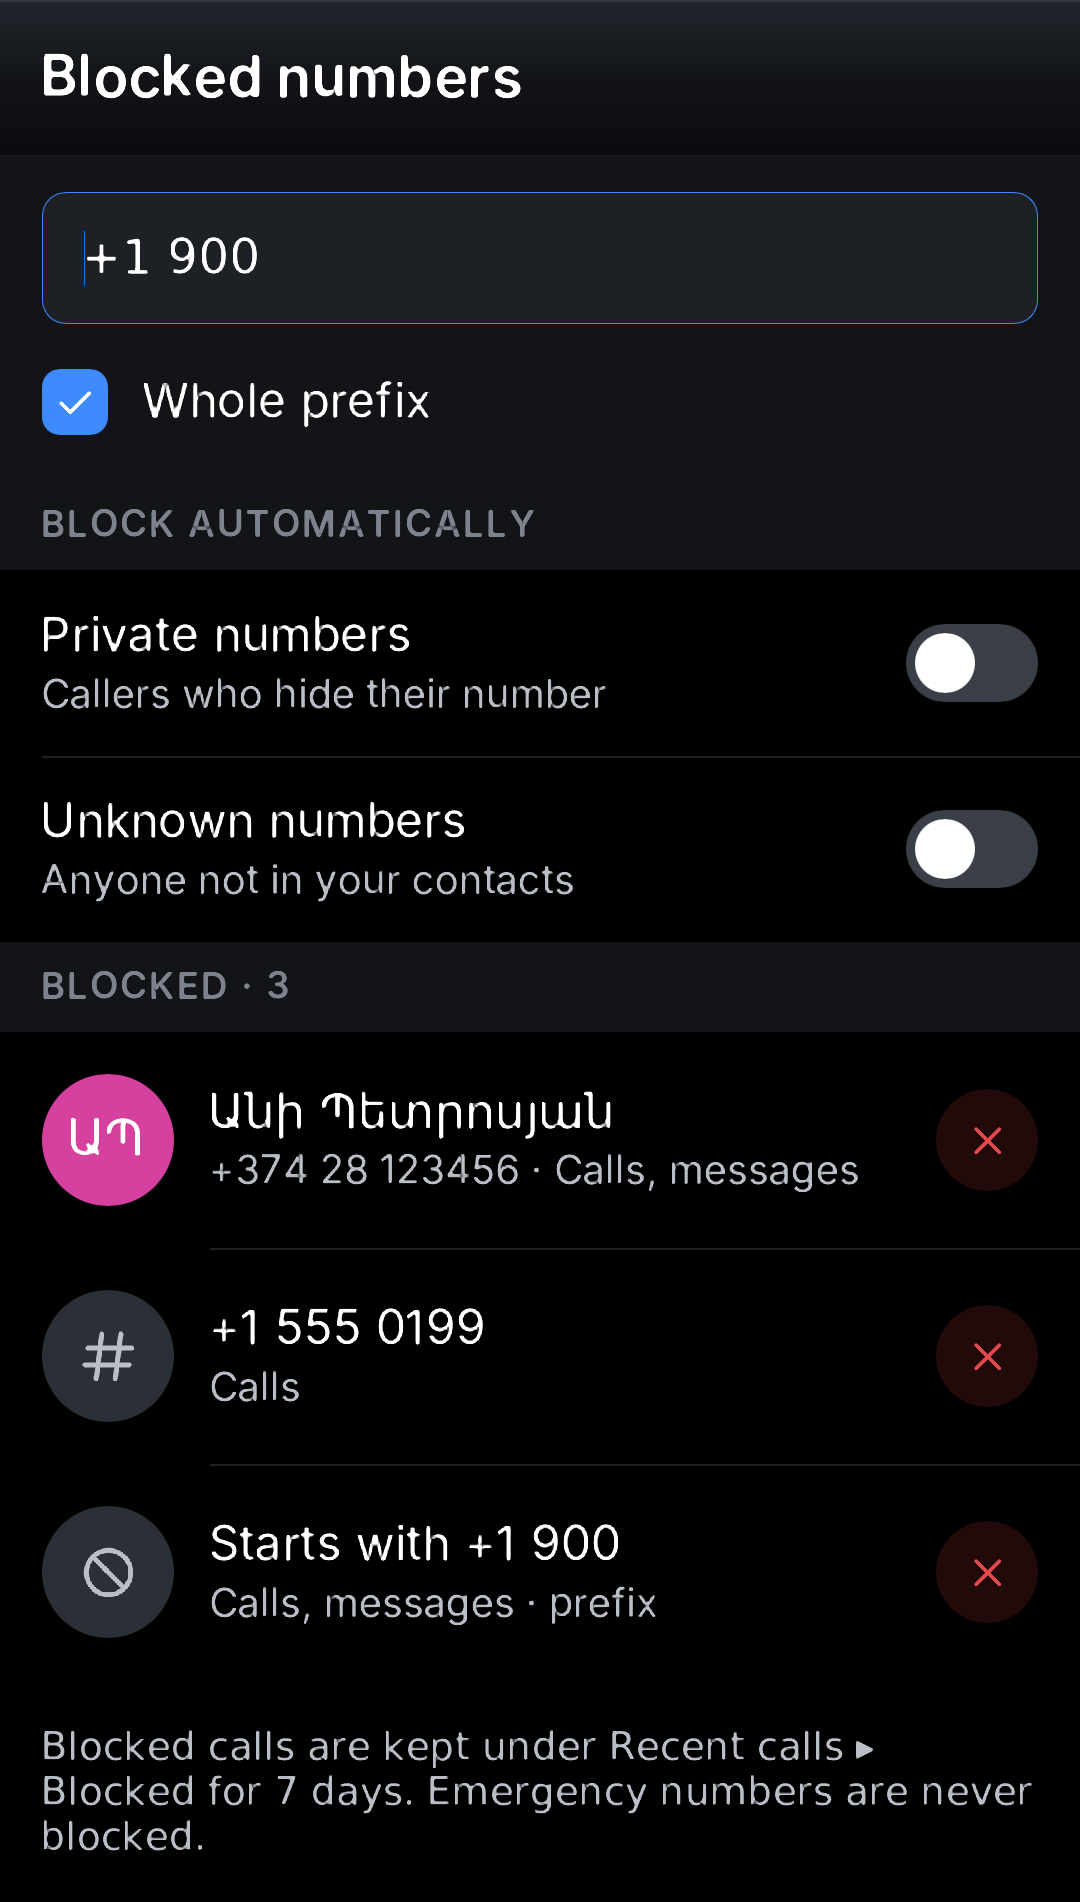 Blocked numbers
+1 900
Whole prefix
BLOCK AUTOMATICALLY
Private numbers
Callers who hide their number
Unknown numbers
Anyone not in your contacts
BLOCKED · 3
ԱՊ
Անի Պետրոսյան
+374 28 123456 · Calls, messages
+1 555 0199
Calls
Starts with +1 900
Calls, messages · prefix
Blocked calls are kept under Recent calls ▸
Blocked for 7 days. Emergency numbers are never
blocked.